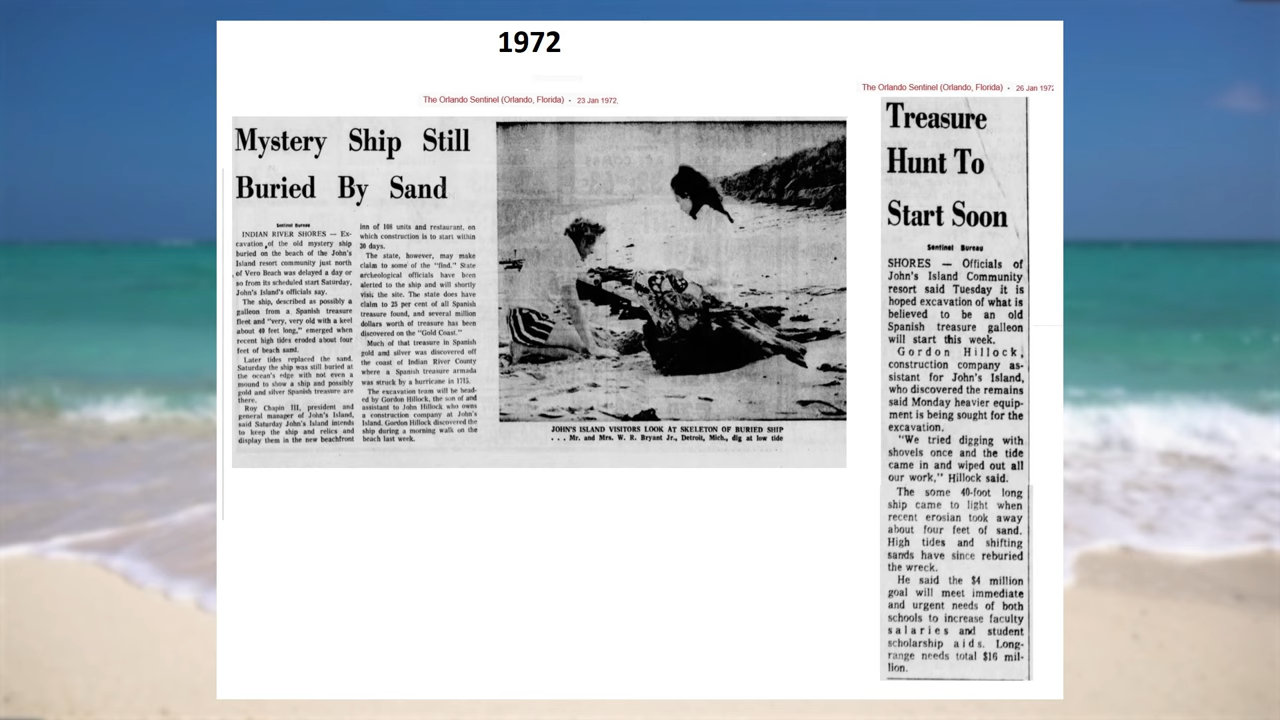 1972
The Orlando Sentinel (Orlando, Florida) • 23 Jan 1972,
Mystery Ship Still
Buried By Sand
Sentinel Bureau
INDIAN RIVER SHORES — Ex-
cavation of the old mystery ship
buried on the beach of the John's
Island resort community just north
of Vero Beach was delayed a day or
so from its scheduled start Saturday,
John's Island's officials say.
The ship, described as possibly a
galleon from a Spanish treasure
fleet and "very, very old with a keel
about 40 feet long," emerged when
recent high tides eroded about four
feet of beach sand.
Later tides replaced the sand.
Saturday the ship was still buried at
the ocean's edge with not even a
mound to show a ship and possibly
gold and silver Spanish treasure are
there.
Roy Chapin III, president and
general manager of John's Island,
said Saturday John's Island intends
to keep the ship and relics and
display them in the new beachfront
inn of 108 units and restaurant, on
which construction is to start within
20 days.
The state, however, may make
claim to some of the "find." State
archeological officials have been
alerted to the ship and will shortly
visit the site. The state does have
claim to 25 per cent of all Spanish
treasure found, and several million
dollars worth of treasure has been
discovered on the "Gold Coast."
Much of that treasure in Spanish
gold and silver was discovered off
the coast of Indian River County
where a Spanish treasure armada
was struck by a hurricane in 1715.
The excavation team will be head-
ed by Gordon Hillock, the son of and
assistant to John Hillock who owns
a construction company at John's
Island. Gordon Hillock discovered the
ship during a morning walk on the
beach last week.
JOHN'S ISLAND VISITORS LOOK AT SKELETON OF BURIED SHIP
. . . Mr. and Mrs. W. R. Bryant Jr., Detroit, Mich., dig at low tide
The Orlando Sentinel (Orlando, Florida) • 26 Jan 1972
Treasure
Hunt To
Start Soon
Sentinel Bureau
SHORES — Officials of
John's Island Community
resort said Tuesday it is
hoped excavation of what is
believed to be an old
Spanish treasure galleon
will start this week.
Gordon Hillock,
construction company as-
sistant for John's Island,
who discovered the remains
said Monday heavier equip-
ment is being sought for the
excavation.
"We tried digging with
shovels once and the tide
came in and wiped out all
our work," Hillock said.
The some 40-foot long
ship came to light when
recent erosian took away
about four feet of sand.
High tides and shifting
sands have since reburied
the wreck.
He said the $4 million
goal will meet immediate
and urgent needs of both
schools to increase faculty
salaries and student
scholarship aids. Long-
range needs total $16 mil-
lion.